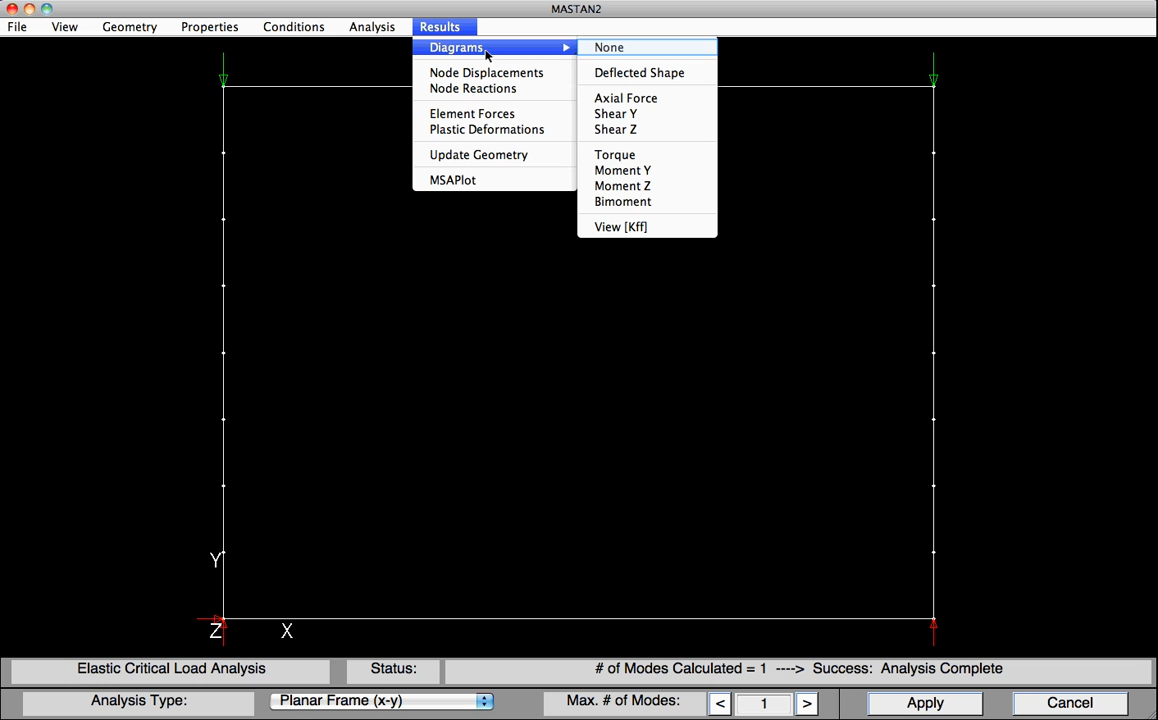 MASTAN2
File View Geometry Properties Conditions Analysis Results
Diagrams
Node Displacements
Node Reactions
Element Forces
Plastic Deformations
Update Geometry
MSAPlot
None
Deflected Shape
Axial Force
Shear Y
Shear Z
Torque
Moment Y
Moment Z
Bimoment
View [Kff]
Y
Z X
Elastic Critical Load Analysis Status: # of Modes Calculated = 1 ----> Success: Analysis Complete
Analysis Type: Planar Frame (x-y) Max. # of Modes: < 1 > Apply Cancel